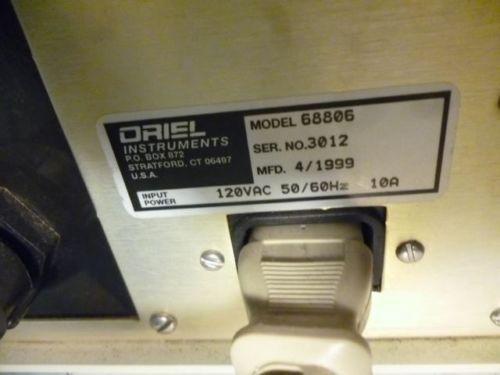 ORIEL
INSTRUMENTS
P.O. BOX 872
STRATFORD, CT 06497
U.S.A.
MODEL 68806
SER. NO. 3012
MFD. 4/1999
INPUT POWER 120VAC 50/60Hz 10A